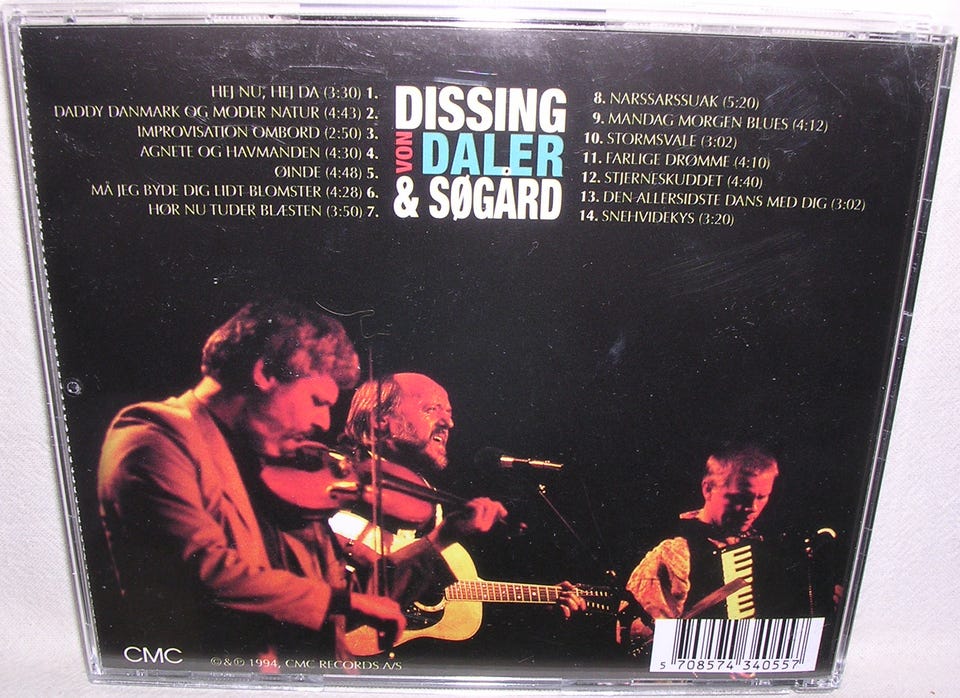 HEJ NU, HEJ DA (3:30) 1.
DADDY DANMARK OG MODER NATUR (4:43) 2.
IMPROVISATION OMBORD (2:50) 3.
AGNETE OG HAVMANDEN (4:30) 4.
ØINDE (4:48) 5.
MÅ JEG BYDE DIG LIDT BLOMSTER (4:28) 6.
HØR NU TUDER BLÆSTEN (3:50) 7.
DISSING
VON DALER
& SØGÅRD
8. NARSSARSSUAK (5:20)
9. MANDAG MORGEN BLUES (4:12)
10. STORMSVALE (3:02)
11. FARLIGE DRØMME (4:10)
12. STJERNESKUDDET (4:40)
13. DEN ALLERSIDSTE DANS MED DIG (3:02)
14. SNEHVIDEKYS (3:20)
CMC
©&℗ 1994, CMC RECORDS A/S
5 708574 340557